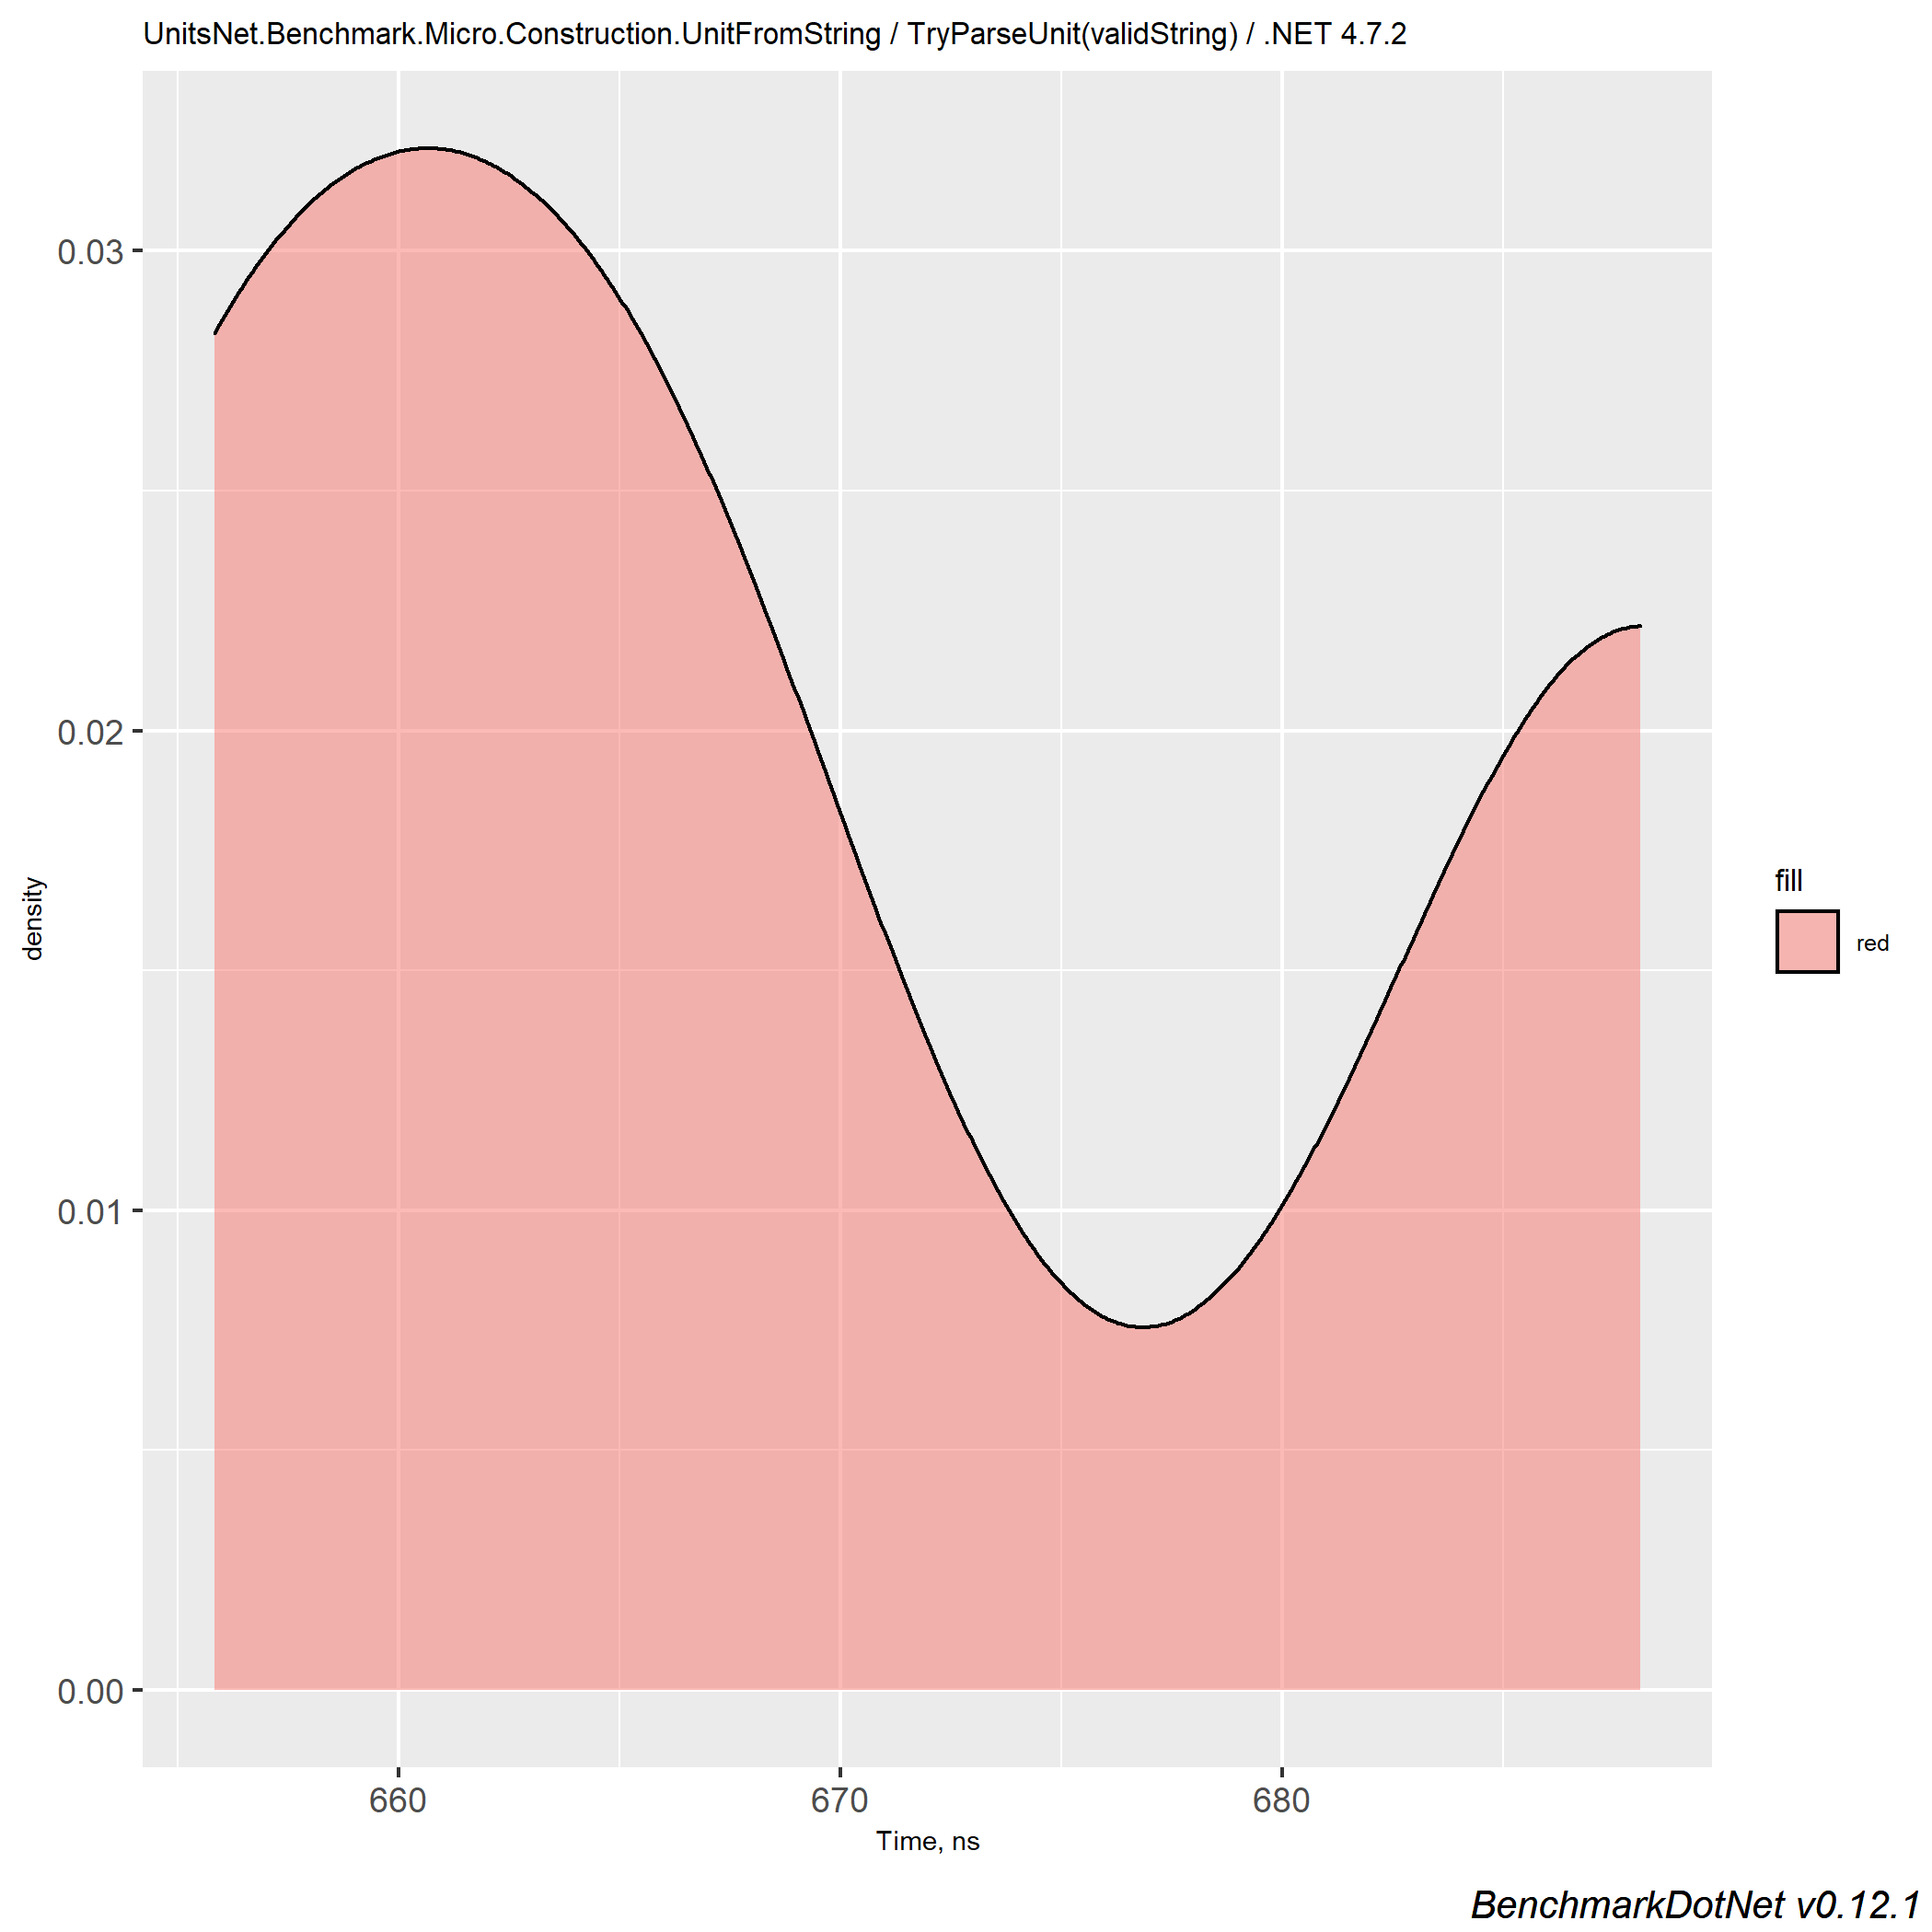 UnitsNet.Benchmark.Micro.Construction.UnitFromString / TryParseUnit(validString) / .NET 4.7.2
0.03
0.02
0.01
0.00
density
660 670 680
Time, ns
fill
red
BenchmarkDotNet v0.12.1